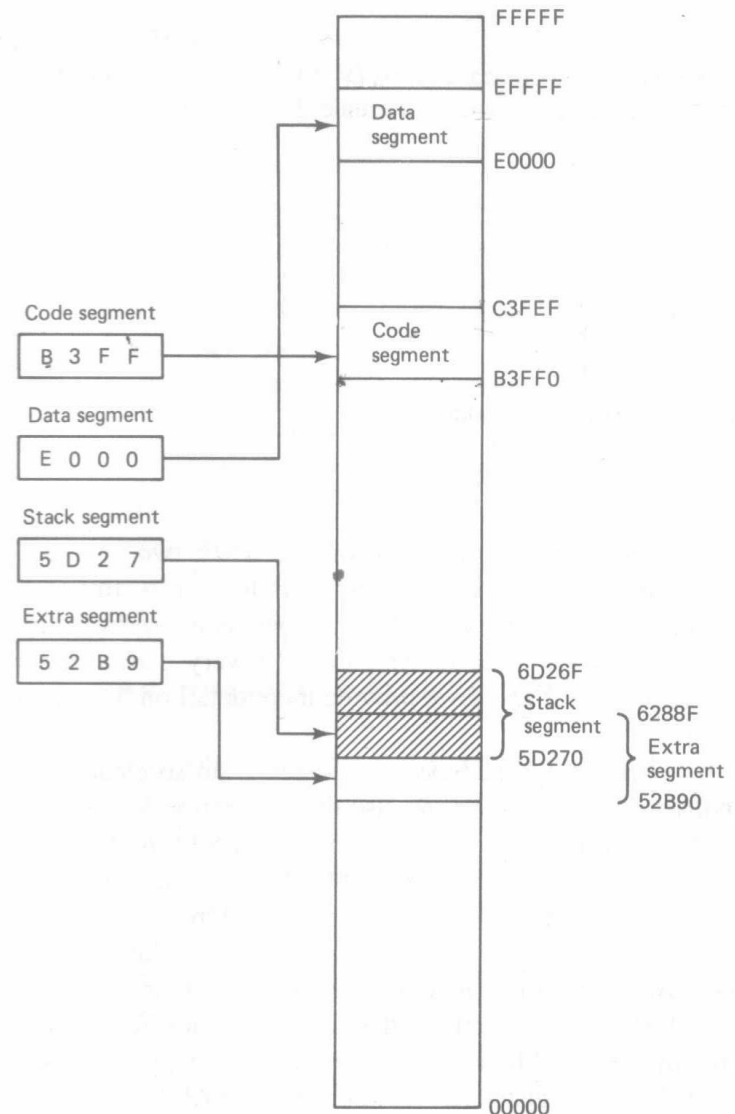 FFFFF
EFFFF
Data
segment
E0000
C3FEF
Code segment
B 3 F F
Code
segment
B3FF0
Data segment
E 0 0 0
Stack segment
5 D 2 7
Extra segment
5 2 B 9
6D26F
Stack
segment
6288F
5D270
Extra
segment
52B90
00000